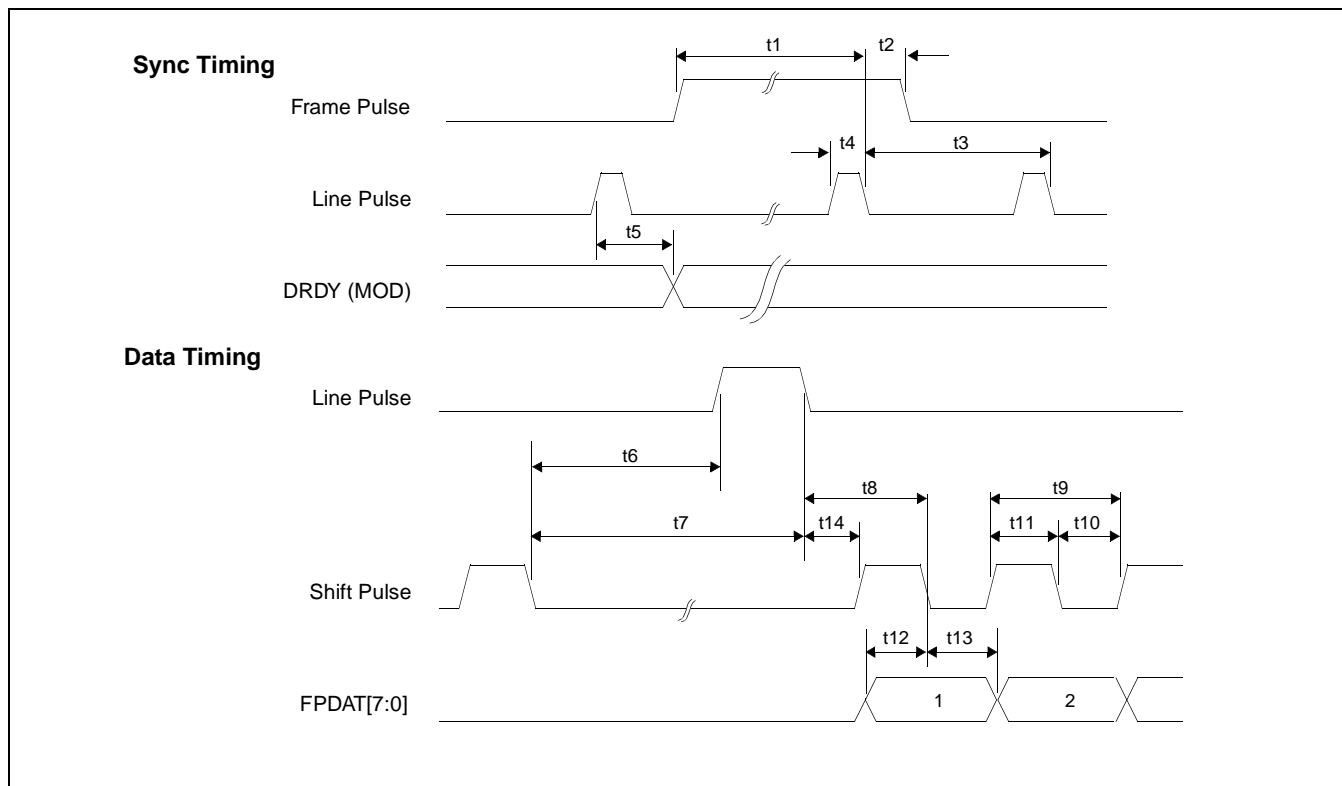 Sync Timing
t1
t2
Frame Pulse
t4
t3
Line Pulse
t5
DRDY (MOD)
Data Timing
Line Pulse
t6
t8
t9
t7
t14
t11
t10
Shift Pulse
t12
t13
FPDAT[7:0]
1
2